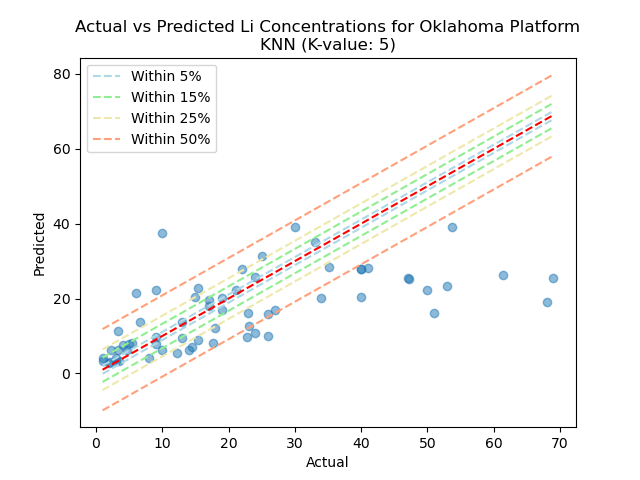 Actual vs Predicted Li Concentrations for Oklahoma Platform
KNN (K-value: 5)
Within 5%
Within 15%
Within 25%
Within 50%
80
60
40
20
0
Predicted
0 10 20 30 40 50 60 70
Actual